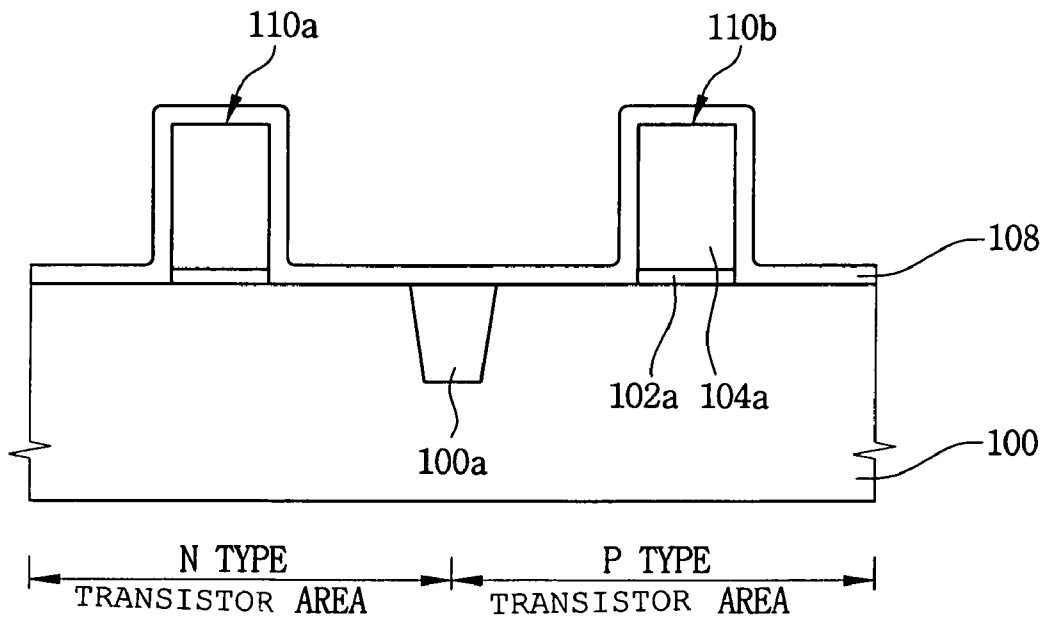 110a
110b
108
102a
104a
100a
100
N TYPE
TRANSISTOR AREA
P TYPE
TRANSISTOR AREA